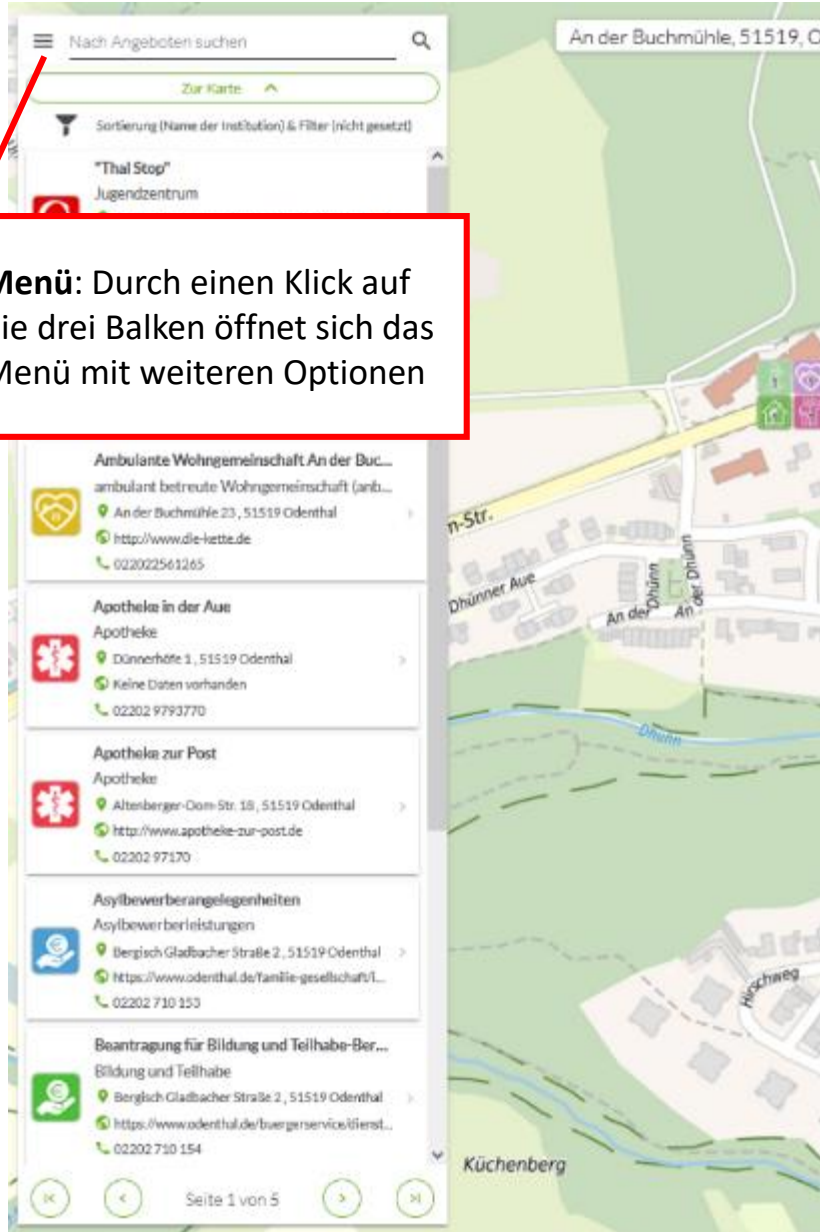 Nach Angeboten suchen
An der Buchmühle, 51519, O
Zur Karte
Sortierung (Name der Institution) & Filter (nicht gesetzt)
"Thal Stop"
Jugendzentrum
Menü: Durch einen Klick auf
ie drei Balken öffnet sich das
Menü mit weiteren Optionen
Ambulante Wohngemeinschaft An der Buc...
ambulant betreute Wohngemeinschaft (anb...
An der Buchmühle 23, 51519 Odenthal
http://www.die-kette.de
022022561265
Apotheke in der Aue
Apotheke
Dünnerhöfe 1, 51519 Odenthal
Keine Daten vorhanden
02202 9793770
Apotheke zur Post
Apotheke
Altenberger-Dom-Str. 18, 51519 Odenthal
http://www.apotheke-zur-post.de
02202 97170
Asylbewerberangelegenheiten
Asylbewerberleistungen
Bergisch Gladbacher Straße 2, 51519 Odenthal
https://www.odenthal.de/familie-gesellschaft/i...
02202 710 153
Beantragung für Bildung und Teilhabe-Ber...
Bildung und Teilhabe
Bergisch Gladbacher Straße 2, 51519 Odenthal
https://www.odenthal.de/buergerservice/dienst...
02202 710 154
Seite 1 von 5
m-Str.
Dhünner Aue
An der Dhünn
An der Dhünn
Dhünn
Hirschweg
Küchenberg